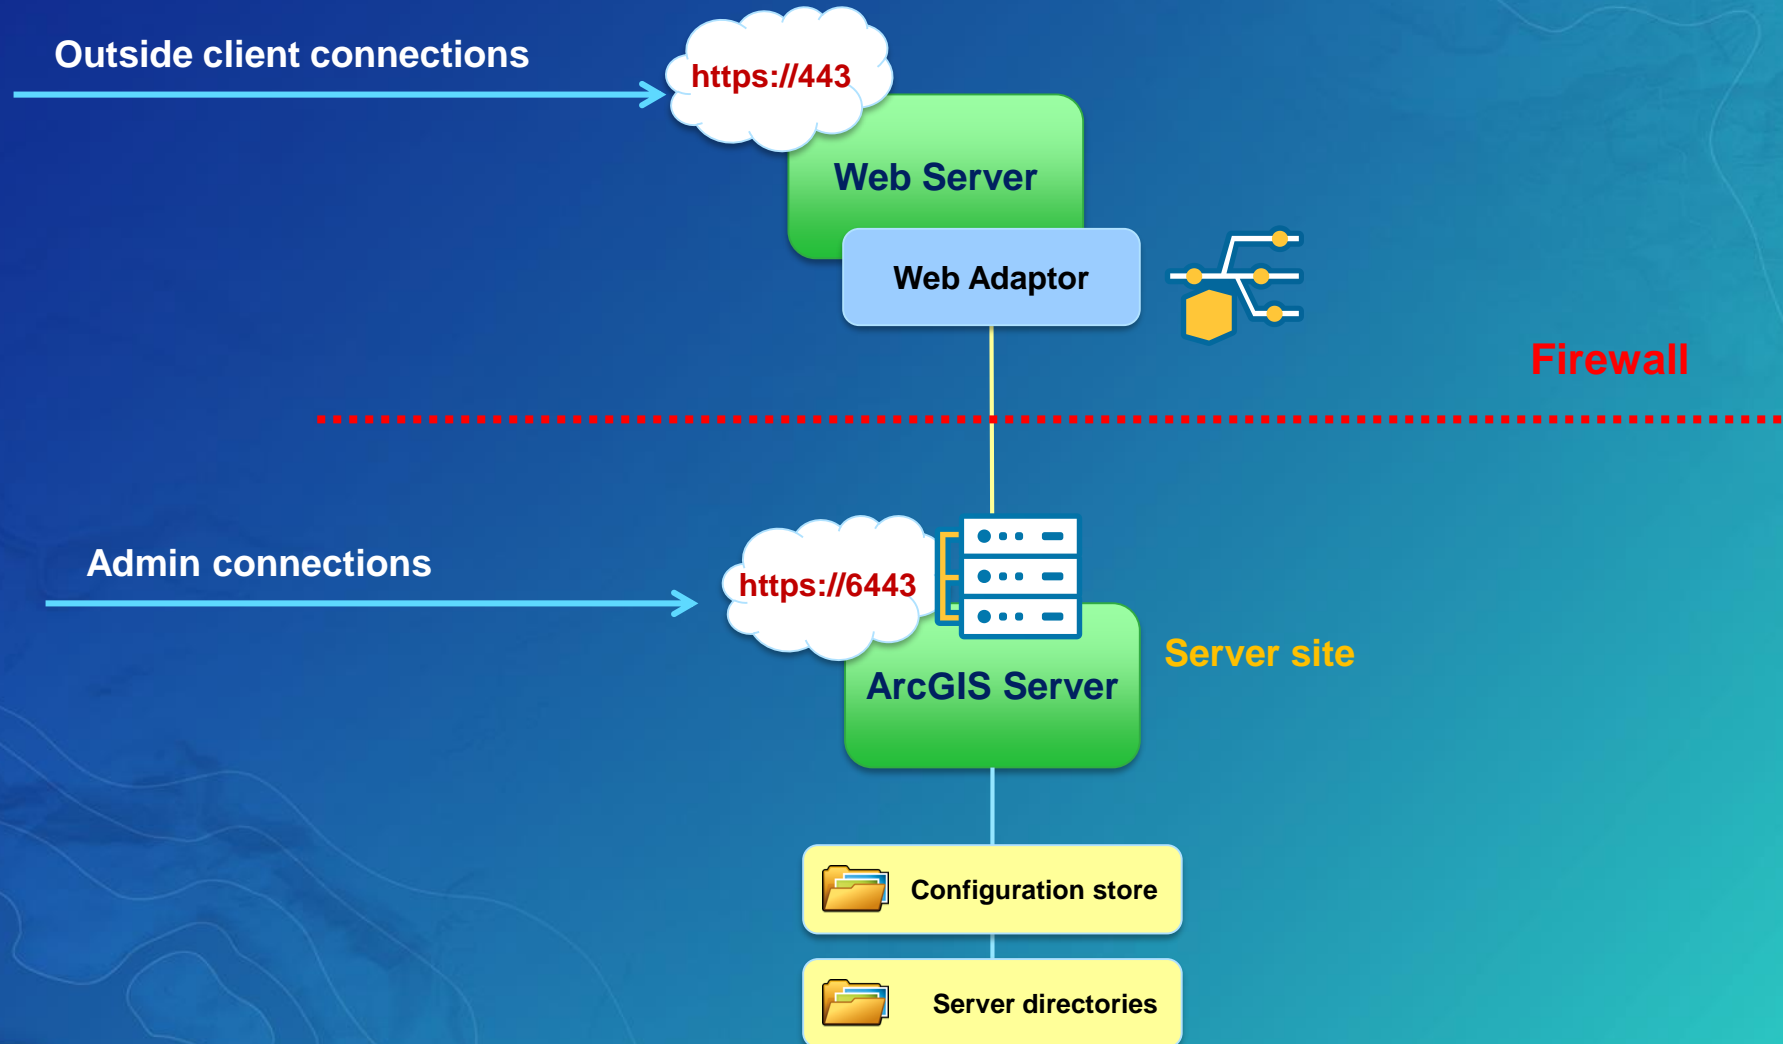 Outside client connections
https://443
Web Server
Web Adaptor
Firewall
Admin connections
https://6443
Server site
ArcGIS Server
Configuration store
Server directories